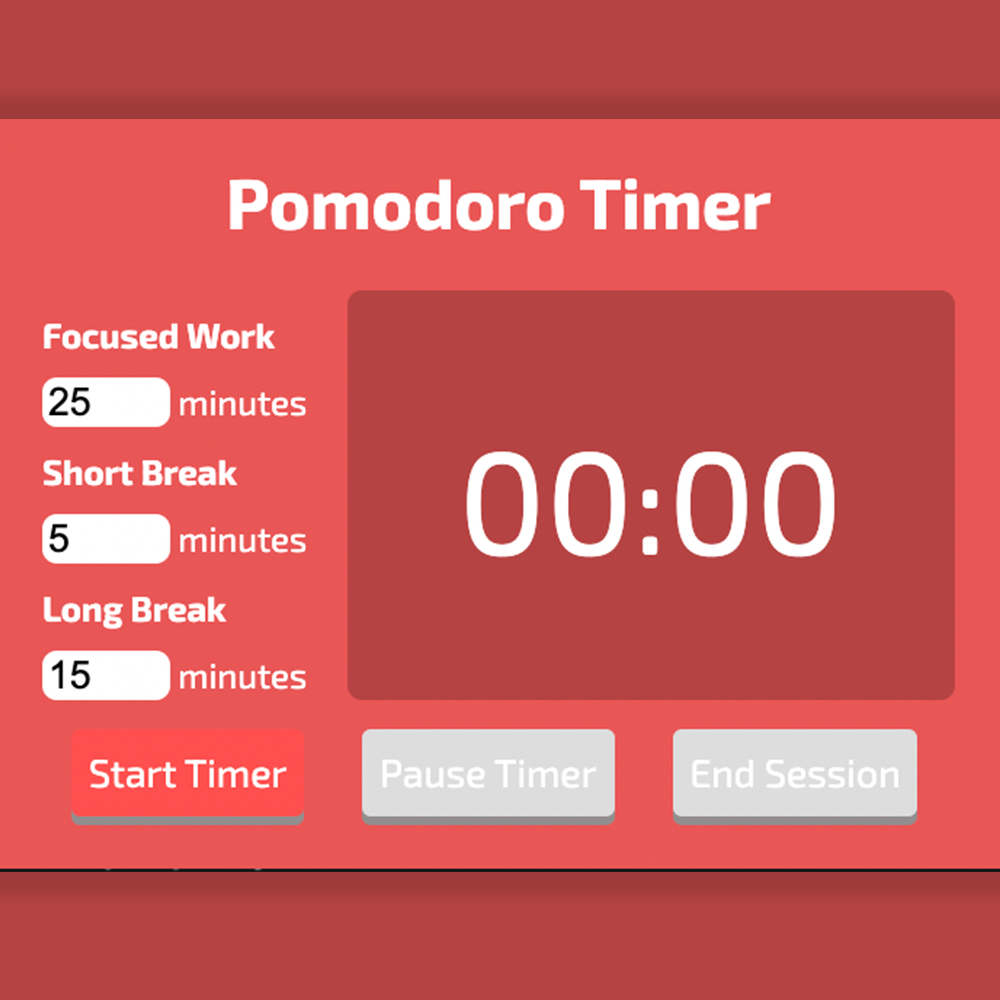 Pomodoro Timer
Focused Work
25 minutes
Short Break
5 minutes
Long Break
15 minutes
00:00
Start Timer
Pause Timer
End Session